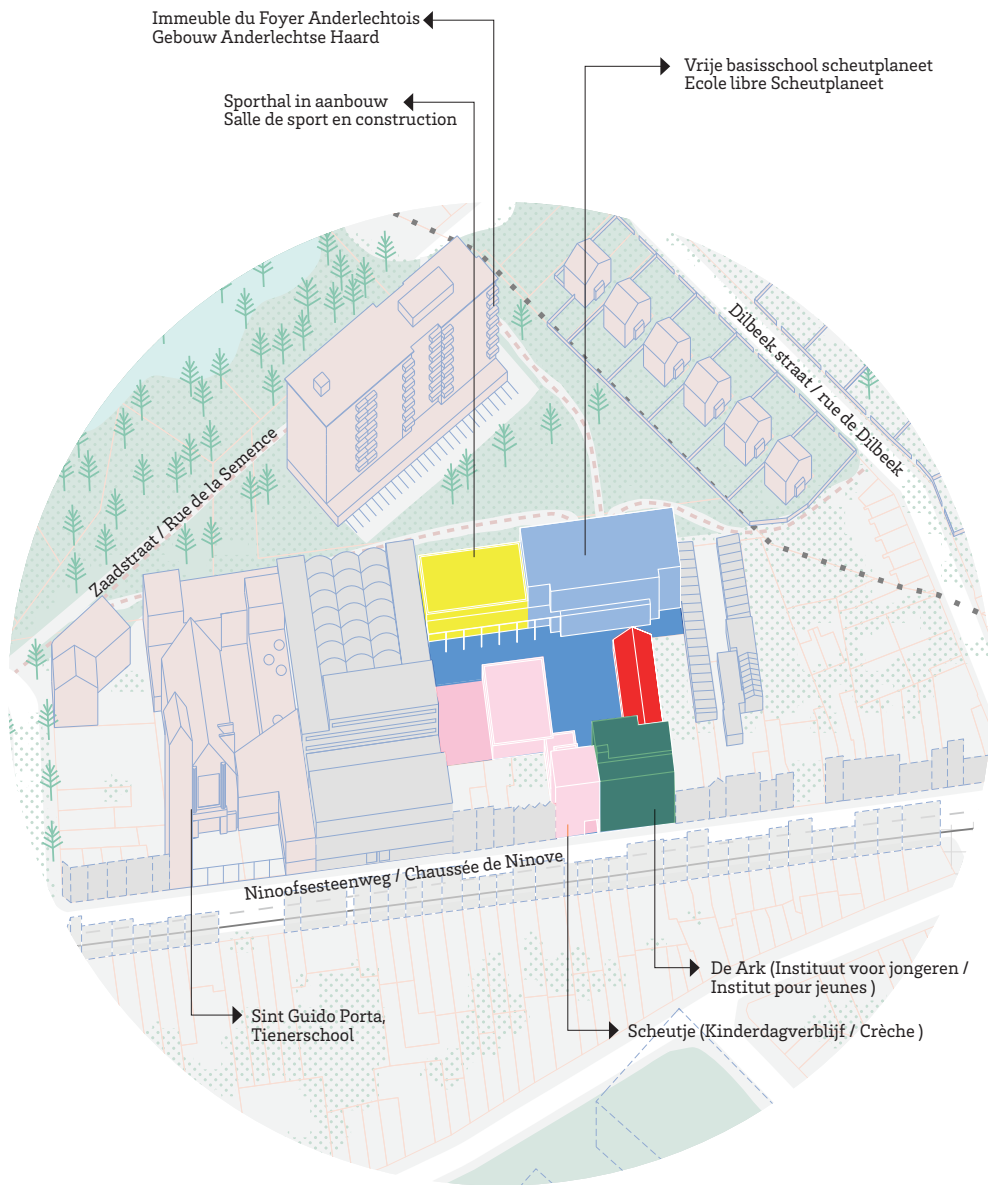 Immeuble du Foyer Anderlechtois
Gebouw Anderlechtse Haard
Vrije basisschool scheutplaneet
Ecole libre Scheutplaneet
Sporthal in aanbouw
Salle de sport en construction
Dilbeek straat / rue de Dilbeek
Zaadstraat / Rue de la Semence
Ninoofsesteenweg / Chaussée de Ninove
De Ark (Instituut voor jongeren /
Institut pour jeunes )
Sint Guido Porta,
Tienerschool
Scheutje (Kinderdagverblijf / Crèche )